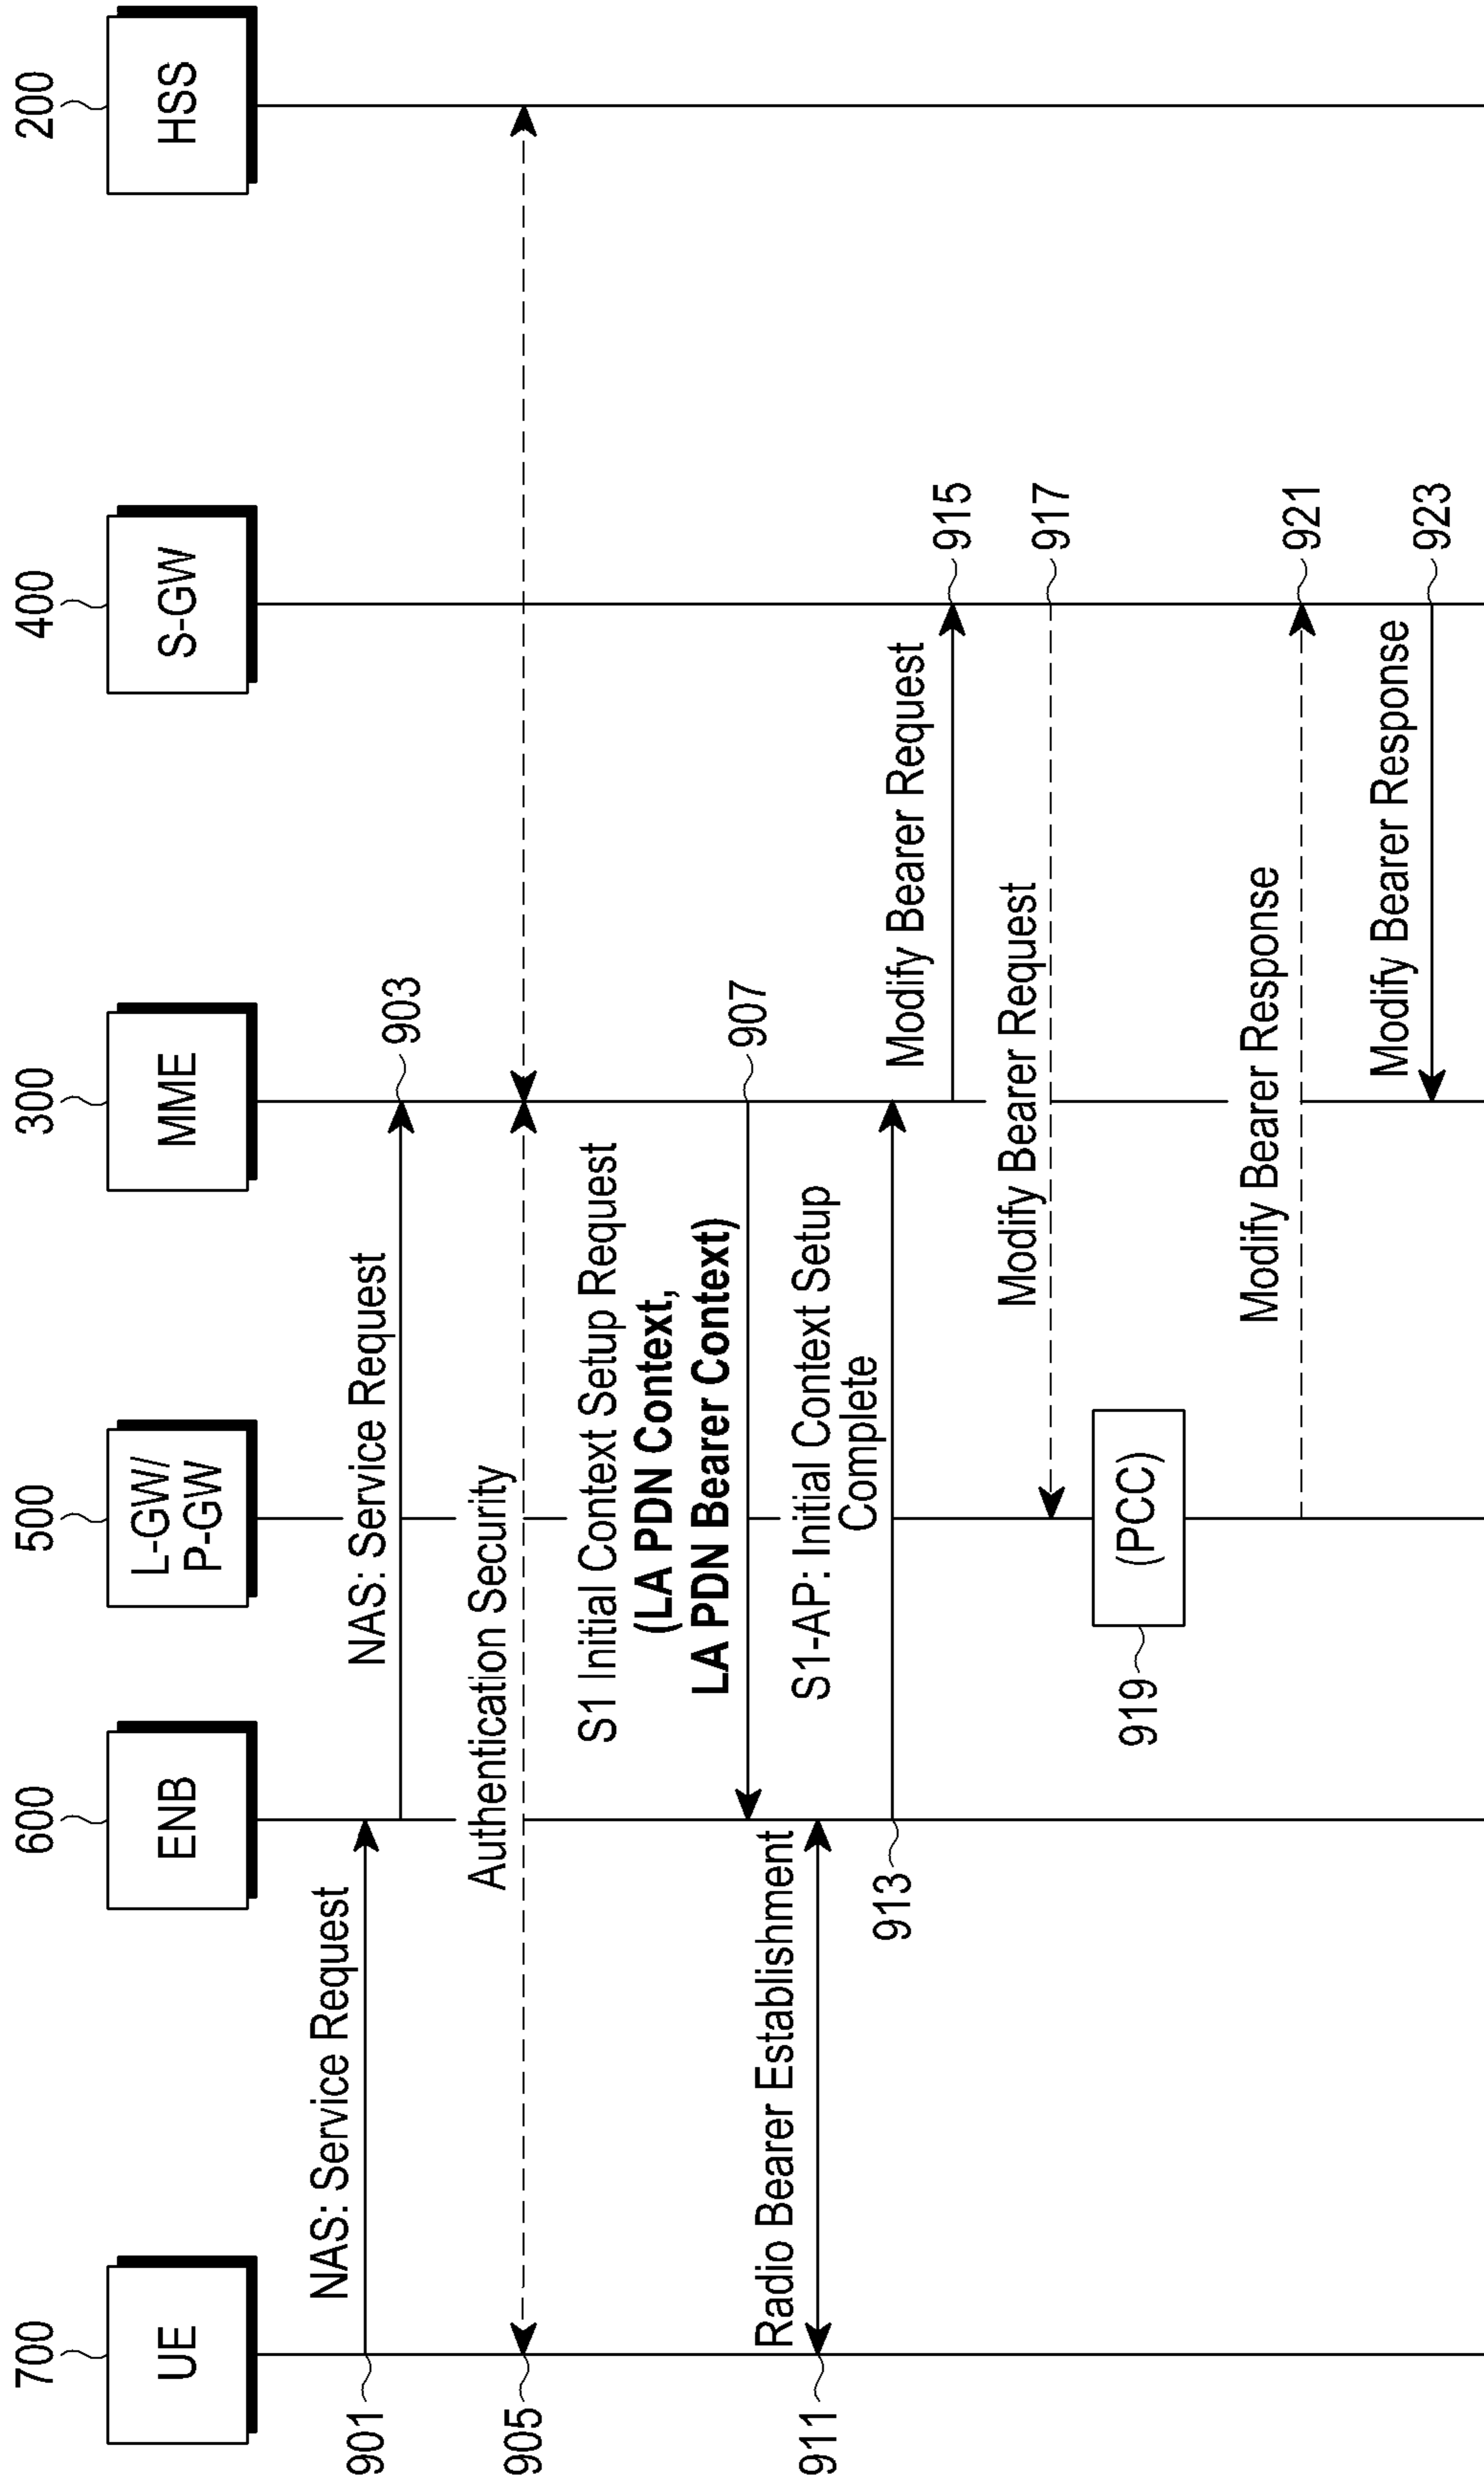 700
600
500
300
400
200
UE
ENB
L-GW/
P-GW
MME
S-GW
HSS
901
NAS: Service Request
NAS: Service Request
903
905
Authentication Security
S1 Initial Context Setup Request
(LA PDN Context,
LA PDN Bearer Context)
907
911
Radio Bearer Establishment
S1-AP: Initial Context Setup
Complete
913
Modify Bearer Request
915
Modify Bearer Request
917
919
(PCC)
Modify Bearer Response
921
Modify Bearer Response
923